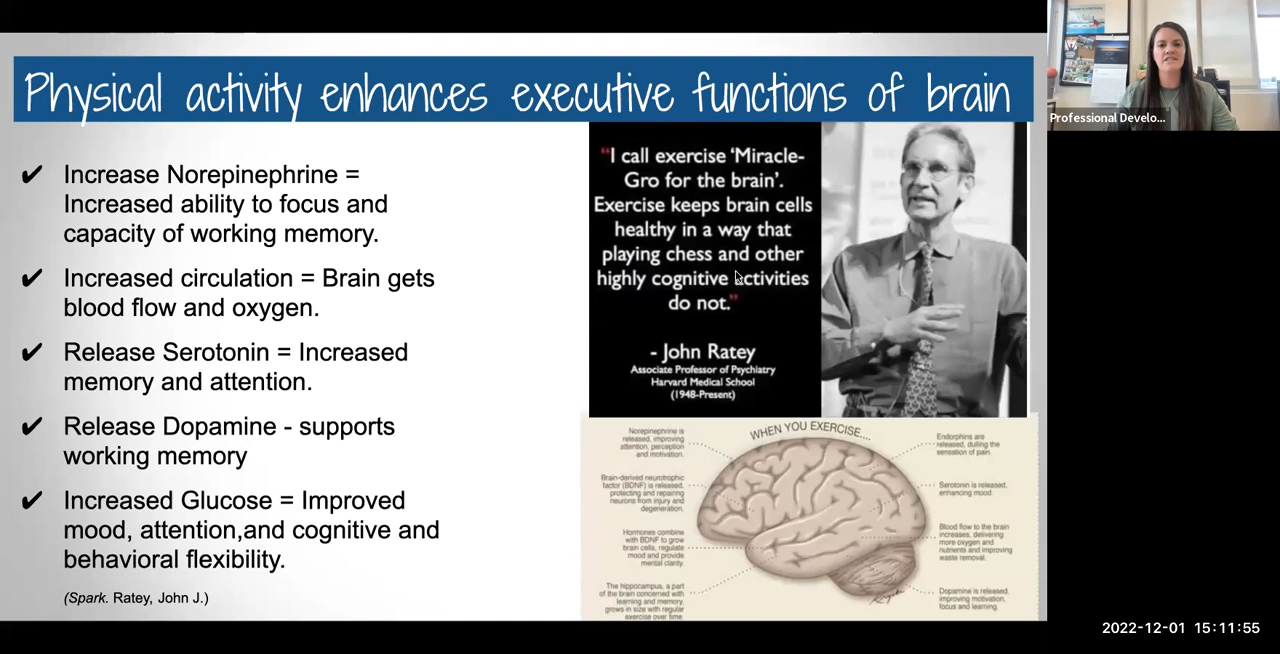 Physical activity enhances executive functions of brain
✔ Increase Norepinephrine =
Increased ability to focus and
capacity of working memory.
✔ Increased circulation = Brain gets
blood flow and oxygen.
✔ Release Serotonin = Increased
memory and attention.
✔ Release Dopamine - supports
working memory
✔ Increased Glucose = Improved
mood, attention,and cognitive and
behavioral flexibility.
(Spark. Ratey, John J.)
“I call exercise ‘Miracle-
Gro for the brain’.
Exercise keeps brain cells
healthy in a way that
playing chess and other
highly cognitive activities
do not.”
- John Ratey
Associate Professor of Psychiatry
Harvard Medical School
(1948-Present)
WHEN YOU EXERCISE...
Norepinephrine is
released, improving
attention, perception
and motivation.
Brain-derived neurotrophic
factor (BDNF) is released,
protecting and repairing
neurons from injury and
degeneration.
Hormones combine
with BDNF to grow
brain cells, regulate
mood and provide
mental clarity.
The hippocampus, a part
of the brain concerned with
learning and memory,
grows in size with regular
exercise over time.
Endorphins are
released, dulling the
sensation of pain.
Serotonin is released,
enhancing mood.
Blood flow to the brain
increases, delivering
more oxygen and
nutrients and improving
waste removal.
Dopamine is released,
improving motivation,
focus and learning.
Professional Develo...
2022-12-01 15:11:55